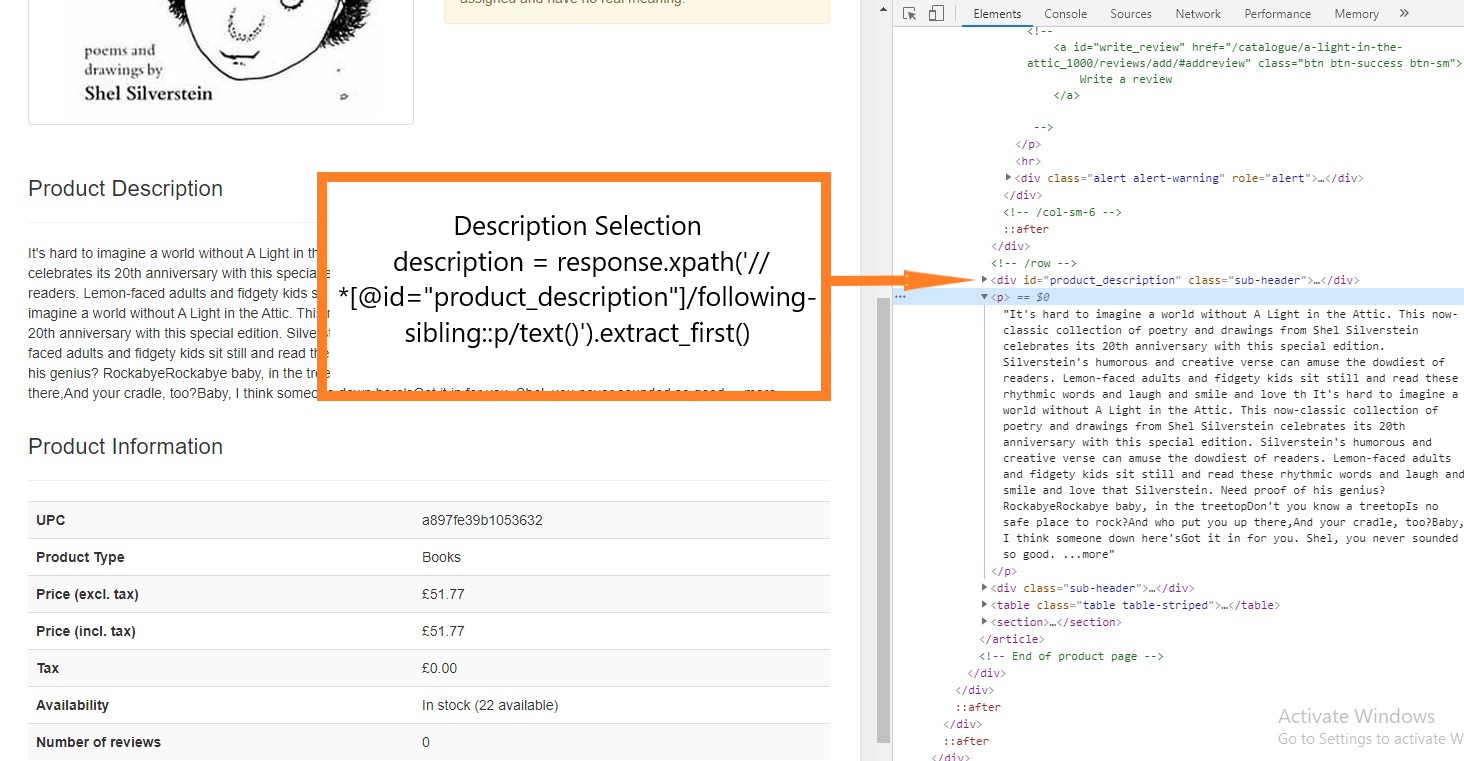 assigned and have no real meaning.
poems and
drawings by
Shel Silverstein
Product Description
It's hard to imagine a world without A Light in th
celebrates its 20th anniversary with this special e
readers. Lemon-faced adults and fidgety kids s
imagine a world without A Light in the Attic. This
20th anniversary with this special edition. Silve
faced adults and fidgety kids sit still and read the
his genius? RockabyeRockabye baby, in the tre
there,And your cradle, too?Baby, I think someone down here'sGot it in for you. Shel, you never sounded so good. ...more
Description Selection
description = response.xpath('//
*[@id="product_description"]/following-
sibling::p/text()').extract_first()
Product Information
UPC a897fe39b1053632
Product Type Books
Price (excl. tax) £51.77
Price (incl. tax) £51.77
Tax £0.00
Availability In stock (22 available)
Number of reviews 0
Elements Console Sources Network Performance Memory »
<!--
<a id="write_review" href="/catalogue/a-light-in-the-
attic_1000/reviews/add/#addreview" class="btn btn-success btn-sm">
Write a review
</a>
-->
</p>
<hr>
<div class="alert alert-warning" role="alert">…</div>
</div>
<!-- /col-sm-6 -->
::after
</div>
<!-- /row -->
<div id="product_description" class="sub-header">…</div>
<p> == $0
"It's hard to imagine a world without A Light in the Attic. This now-
classic collection of poetry and drawings from Shel Silverstein
celebrates its 20th anniversary with this special edition.
Silverstein's humorous and creative verse can amuse the dowdiest of
readers. Lemon-faced adults and fidgety kids sit still and read these
rhythmic words and laugh and smile and love th It's hard to imagine a
world without A Light in the Attic. This now-classic collection of
poetry and drawings from Shel Silverstein celebrates its 20th
anniversary with this special edition. Silverstein's humorous and
creative verse can amuse the dowdiest of readers. Lemon-faced adults
and fidgety kids sit still and read these rhythmic words and laugh and
smile and love that Silverstein. Need proof of his genius?
RockabyeRockabye baby, in the treetopDon't you know a treetopIs no
safe place to rock?And who put you up there,And your cradle, too?Baby,
I think someone down here'sGot it in for you. Shel, you never sounded
so good. ...more"
</p>
<div class="sub-header">…</div>
<table class="table table-striped">…</table>
<section>…</section>
</article>
<!-- End of product page -->
</div>
</div>
::after
</div>
::after
</div>
Activate Windows
Go to Settings to activate W